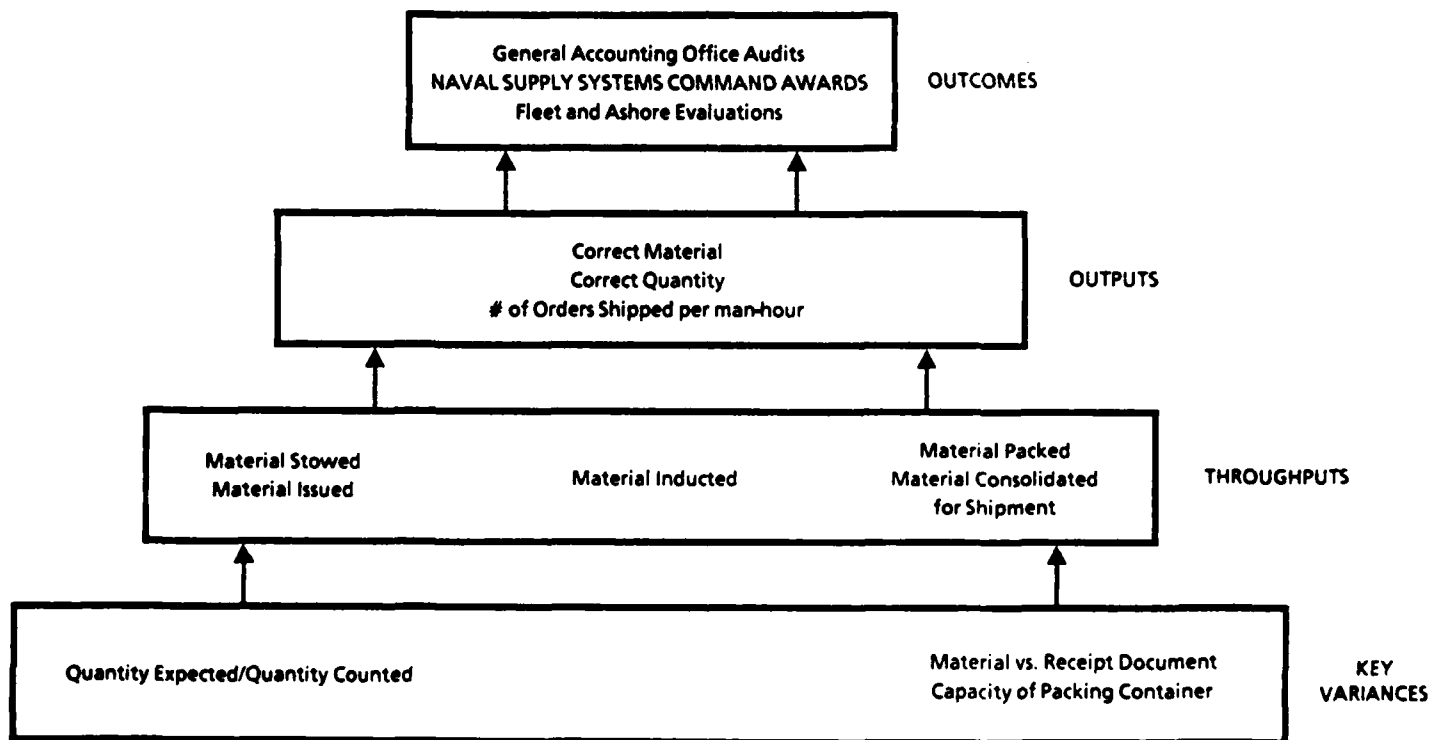 General Accounting Office Audits
NAVAL SUPPLY SYSTEMS COMMAND AWARDS
Fleet and Ashore Evaluations
OUTCOMES
Correct Material
Correct Quantity
# of Orders Shipped per man-hour
OUTPUTS
Material Stowed
Material Issued
Material Inducted
Material Packed
Material Consolidated
for Shipment
THROUGHPUTS
Quantity Expected/Quantity Counted
Material vs. Receipt Document
Capacity of Packing Container
KEY
VARIANCES